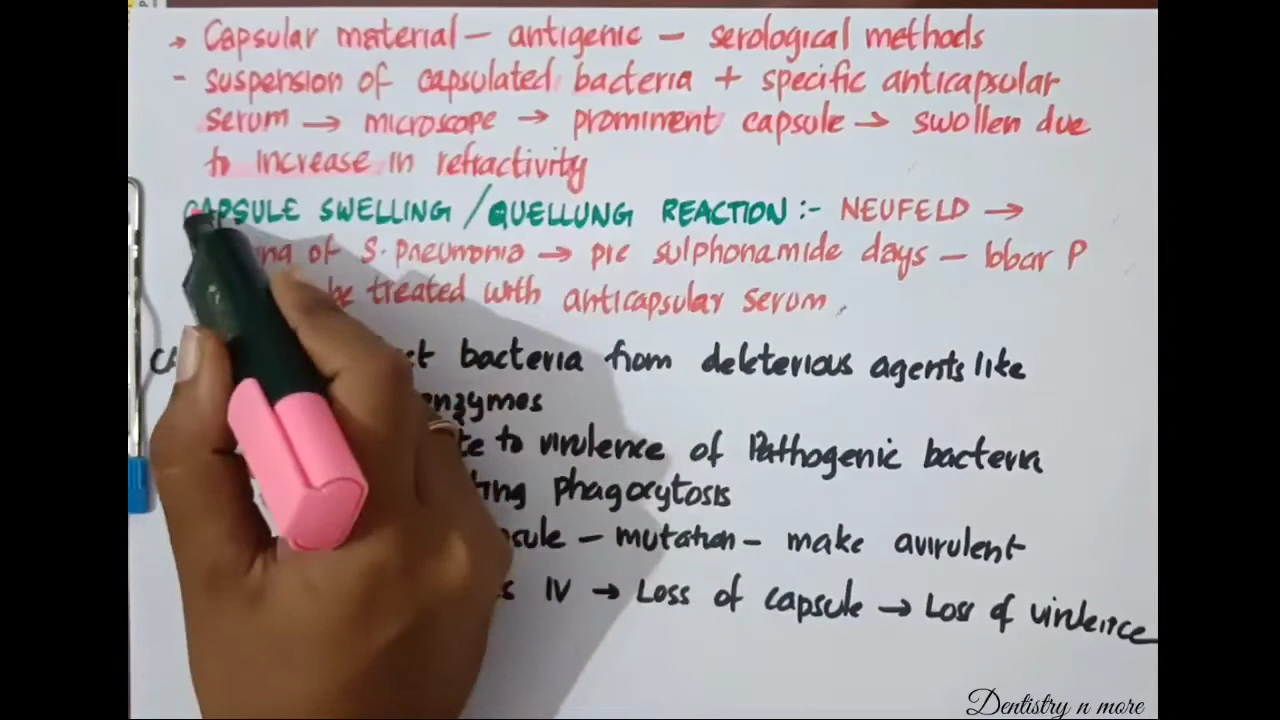 → Capsular material - antigenic - serological methods
- suspension of capsulated bacteria + specific anticapsular
serum → microscope → prominent capsule → swollen due
to increase in refractivity
CAPSULE SWELLING / QUELLUNG REACTION :- NEUFELD →
of S. pneumonia → pre sulphonamide days - lobar P
be treated with anticapsular serum.
bacteria from deleterious agents like
enzymes
to virulence of Pathogenic bacteria
phagocytosis
- mutation - make avirulent
IV → Loss of capsule → Loss of virulence
Dentistry n more